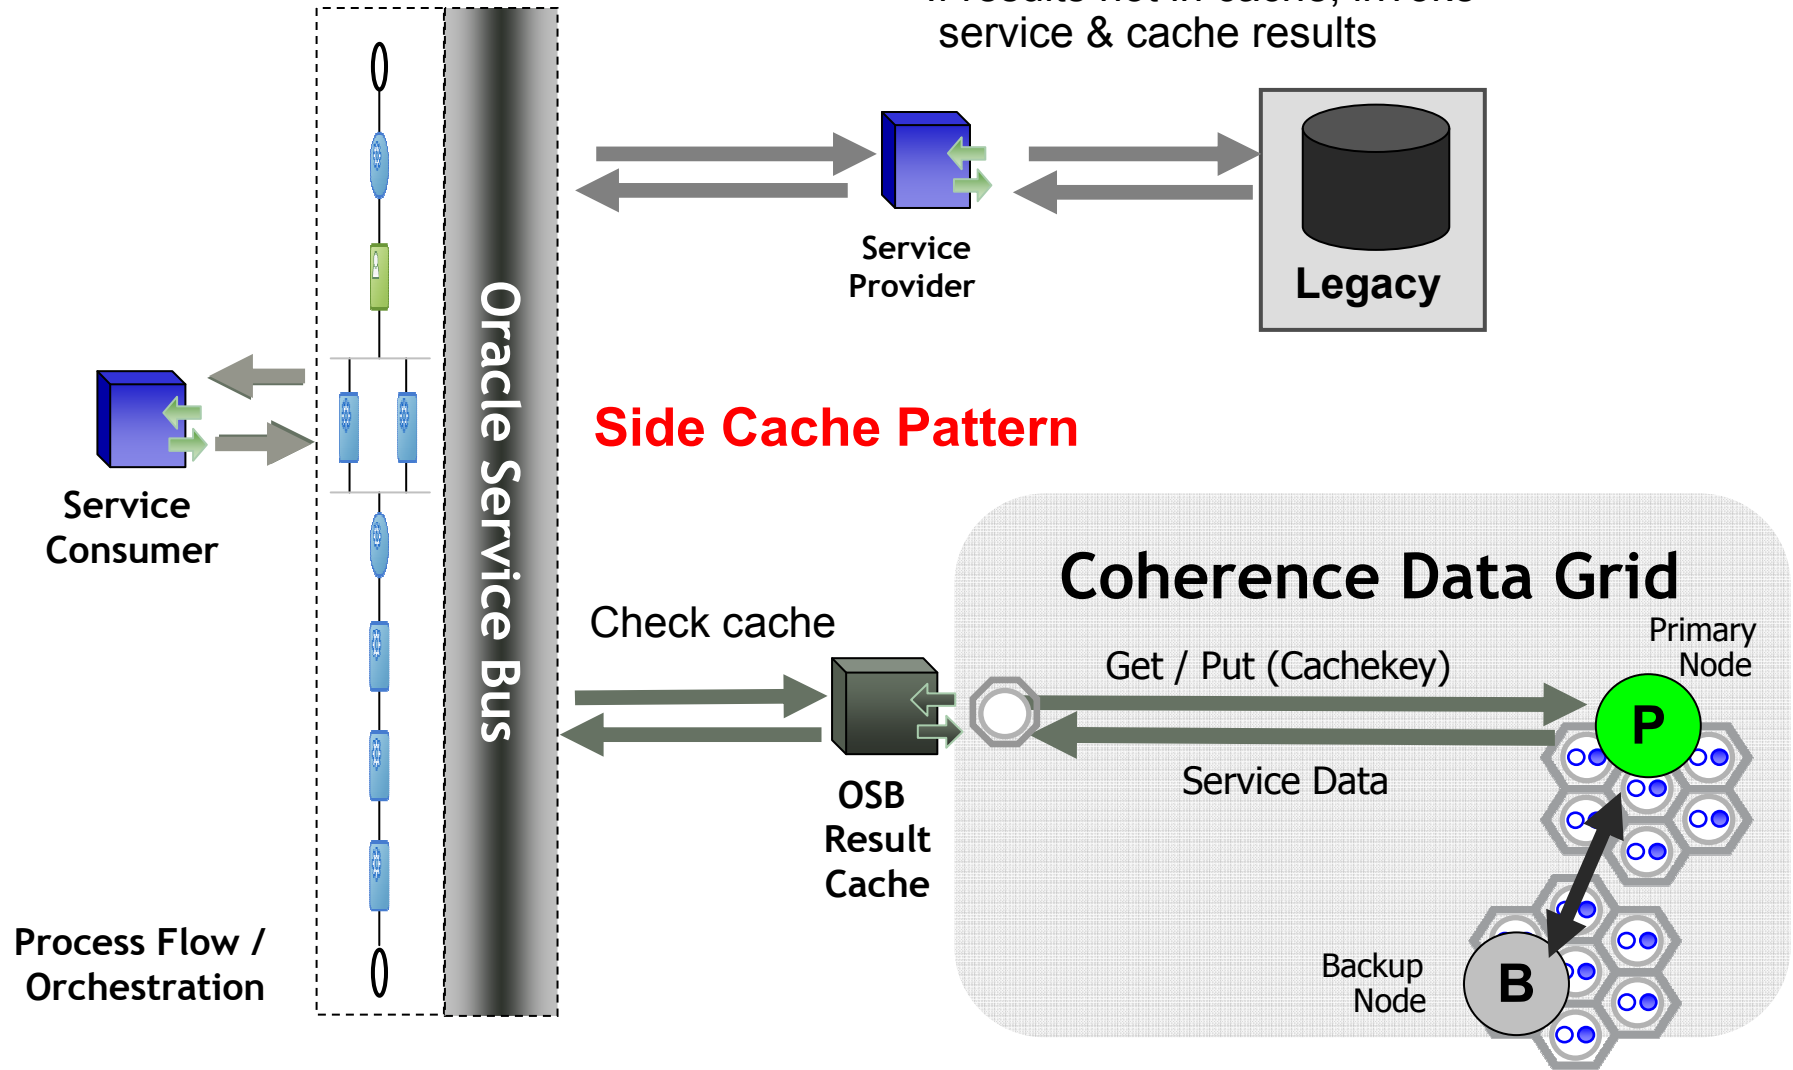 service & cache results
Service
Provider
Legacy
Oracle Service Bus
Side Cache Pattern
Service
Consumer
Coherence Data Grid
Check cache
Primary
Node
Get / Put (Cachekey)
P
Service Data
OSB
Result
Cache
Process Flow /
Orchestration
Backup
Node
B